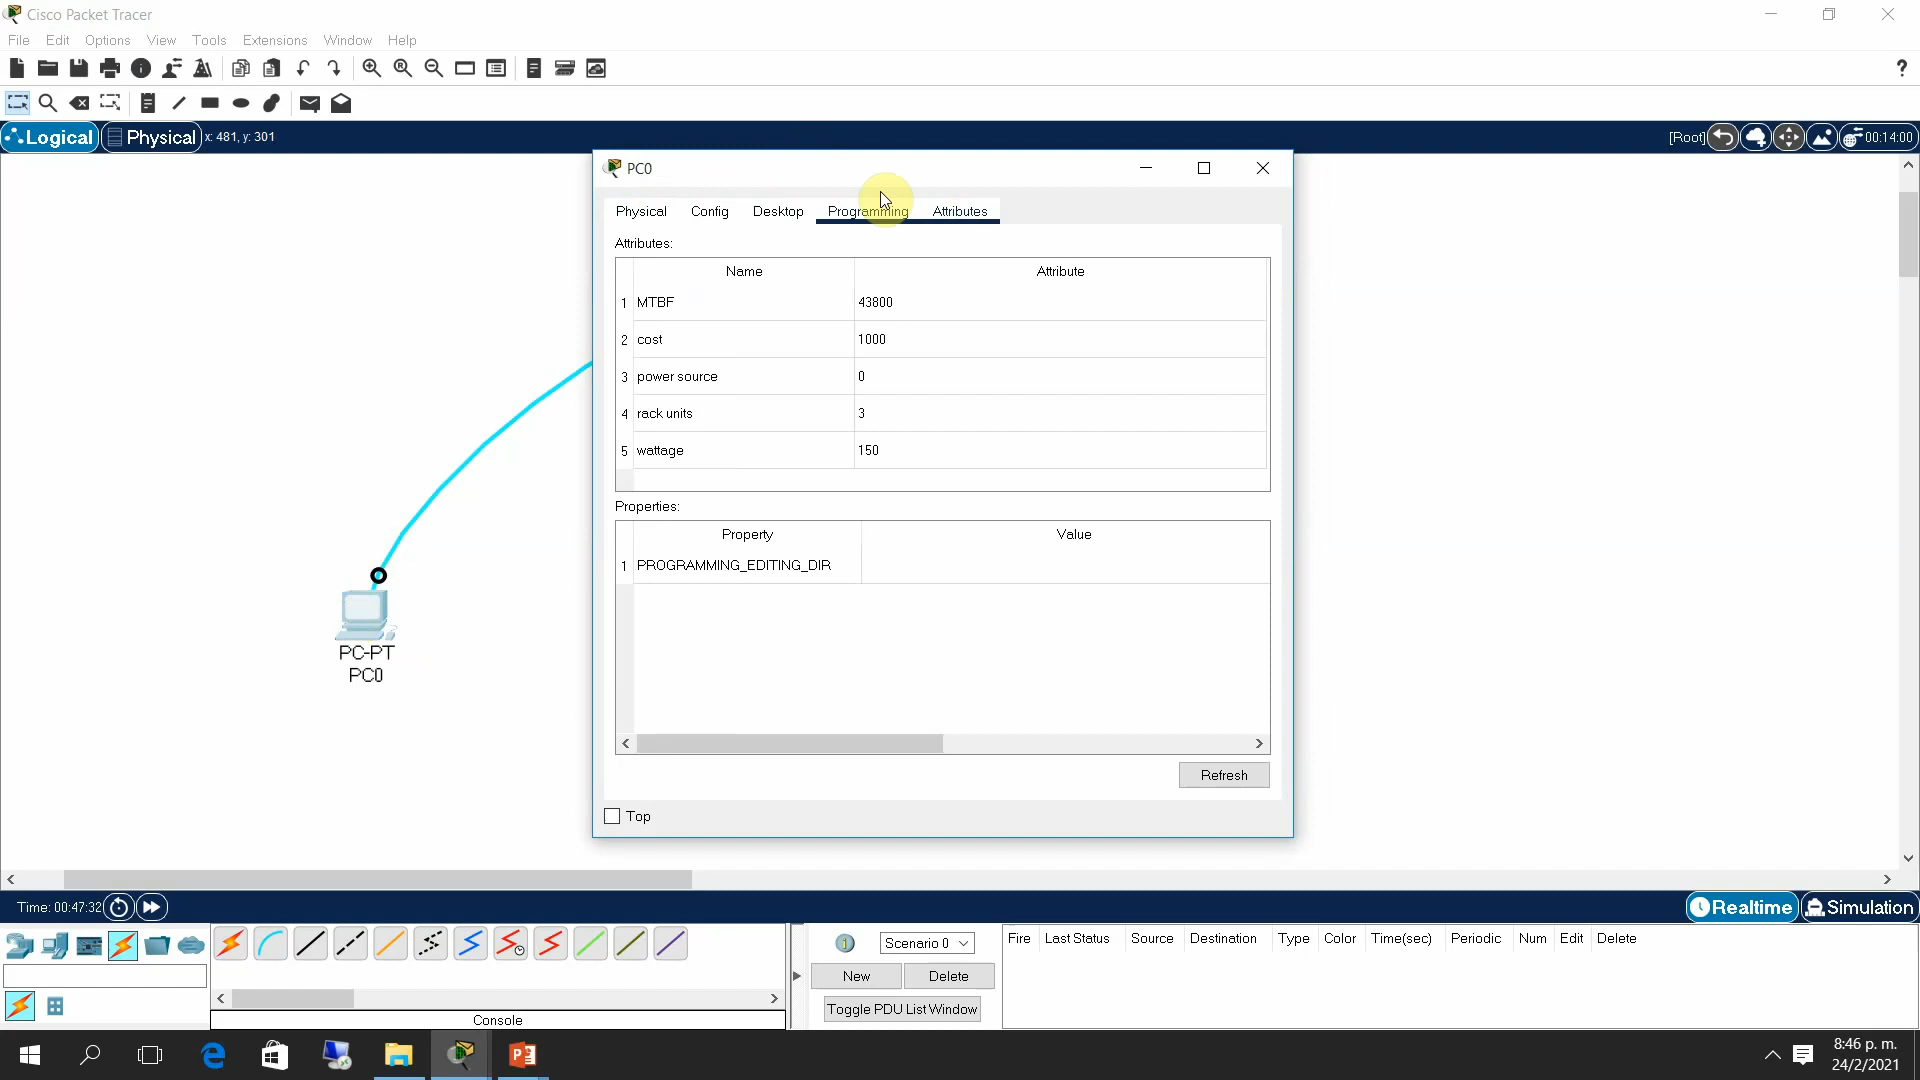 Cisco Packet Tracer
File Edit Options View Tools Extensions Window Help
?
Logical Physical x: 481, y: 301 [Root] 00:14:00
PC0
Physical Config Desktop Programming Attributes
Attributes:
Name Attribute
1 MTBF 43800
2 cost 1000
3 power source 0
4 rack units 3
5 wattage 150
Properties:
Property Value
1 PROGRAMMING_EDITING_DIR
Refresh
Top
PC-PT
PC0
Time: 00:47:32 Realtime Simulation
Scenario 0 Fire Last Status Source Destination Type Color Time(sec) Periodic Num Edit Delete
New Delete
Toggle PDU List Window
Console
8:46 p. m.
24/2/2021